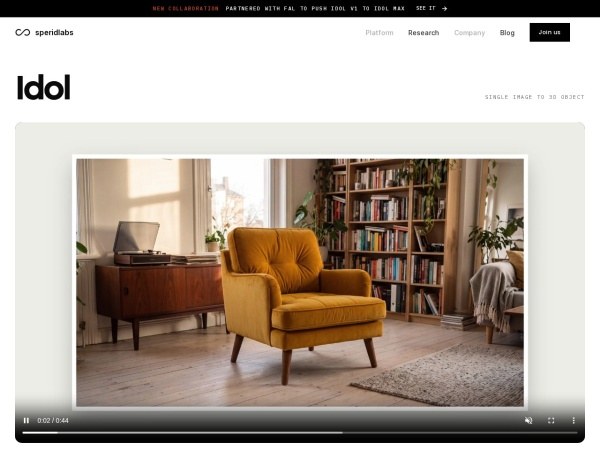 NEW COLLABORATION PARTNERED WITH FAL TO PUSH IDOL V1 TO IDOL MAX SEE IT →
speridlabs Platform Research Company Blog Join us
Idol
SINGLE IMAGE TO 3D OBJECT
0:02 / 0:44